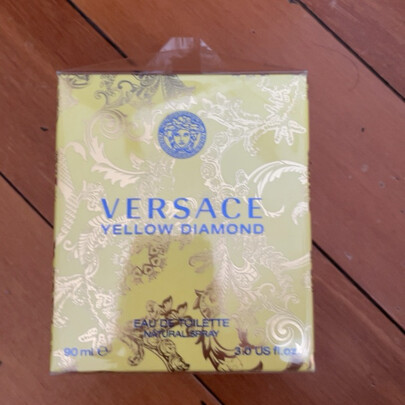 VERSACE
YELLOW DIAMOND
EAU DE TOILETTE
NATURAL SPRAY
90 ml ℮ 3.0 US fl.oz.